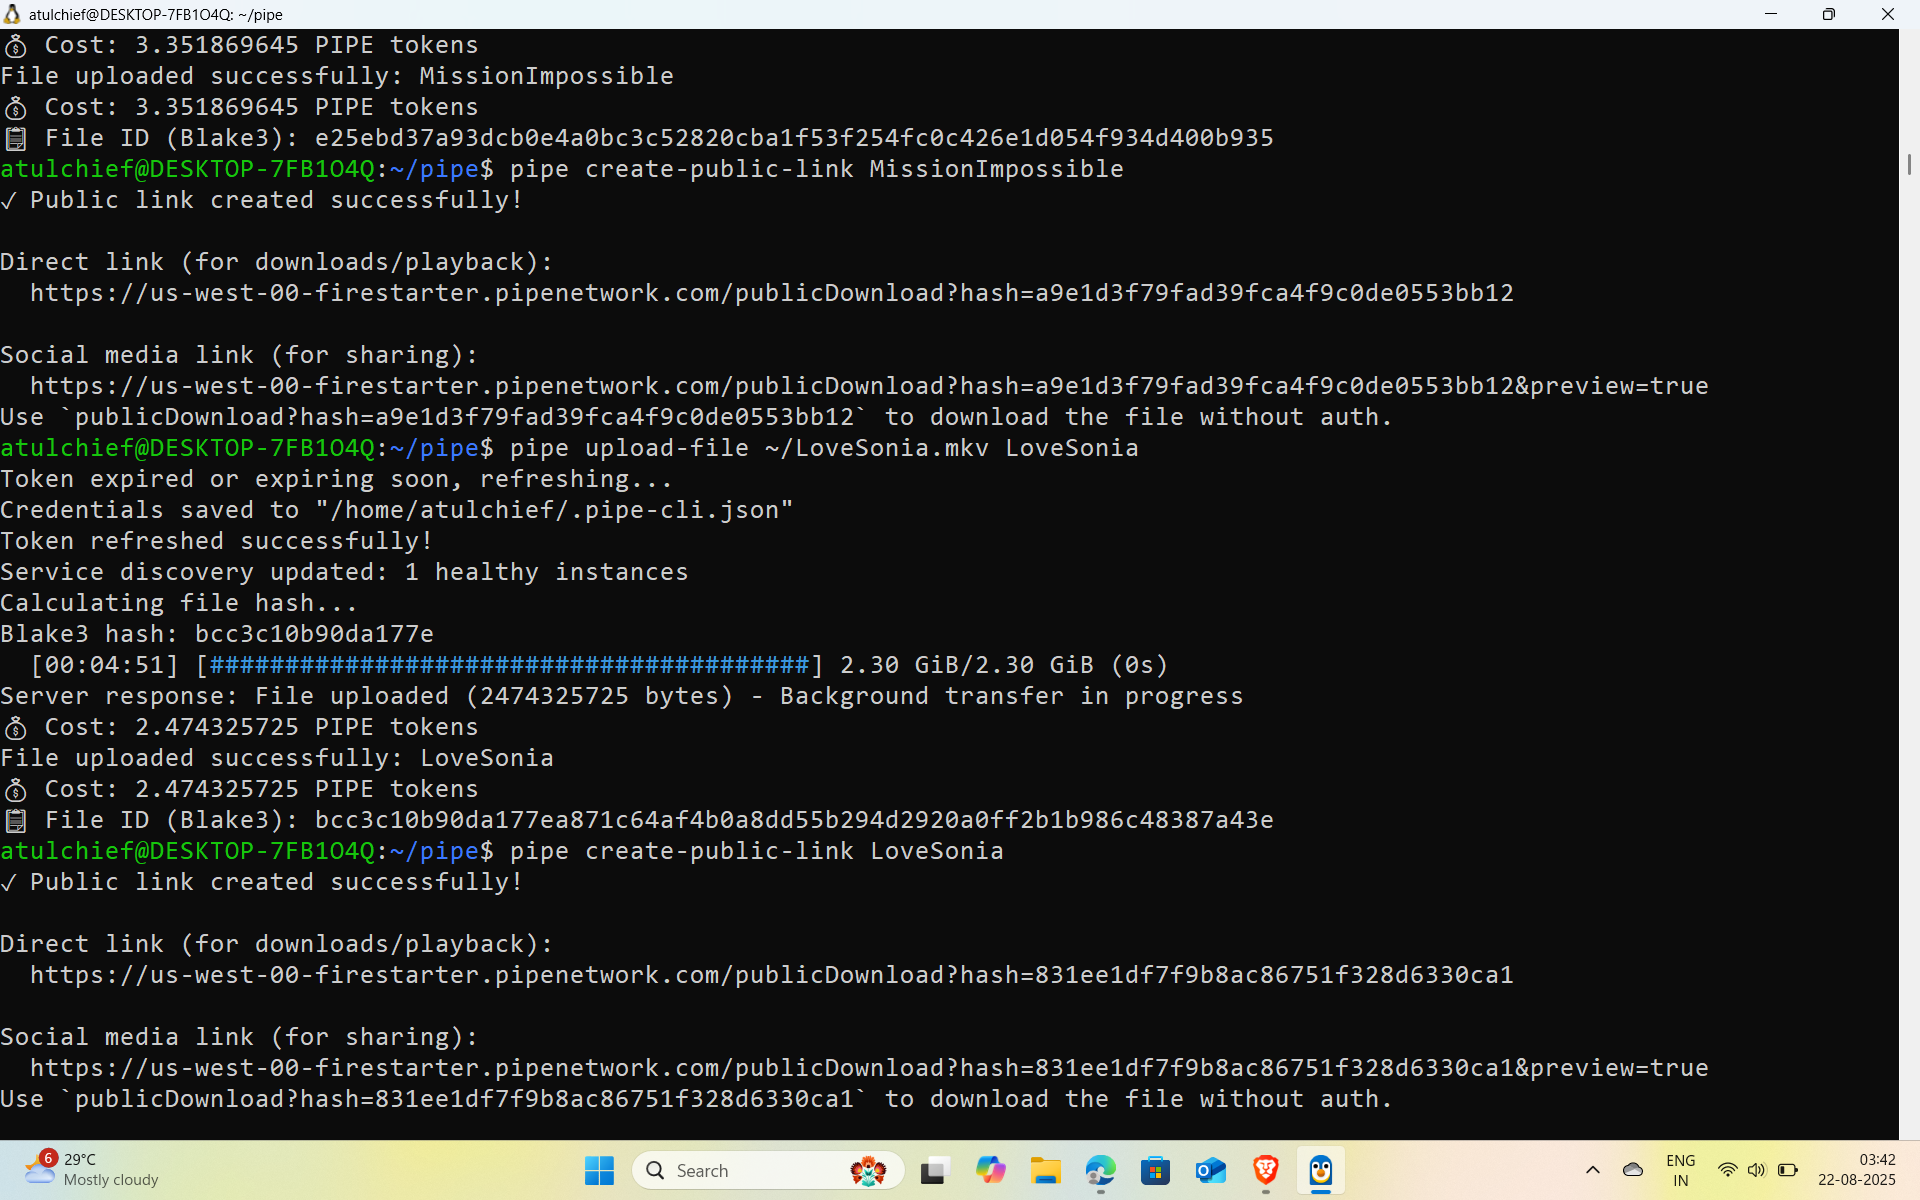 atulchief@DESKTOP-7FB1O4Q: ~/pipe
Cost: 3.351869645 PIPE tokens
File uploaded successfully: MissionImpossible
Cost: 3.351869645 PIPE tokens
File ID (Blake3): e25ebd37a93dcb0e4a0bc3c52820cba1f53f254fc0c426e1d054f934d400b935
atulchief@DESKTOP-7FB1O4Q:~/pipe$ pipe create-public-link MissionImpossible
✓ Public link created successfully!
Direct link (for downloads/playback):
https://us-west-00-firestarter.pipenetwork.com/publicDownload?hash=a9e1d3f79fad39fca4f9c0de0553bb12
Social media link (for sharing):
https://us-west-00-firestarter.pipenetwork.com/publicDownload?hash=a9e1d3f79fad39fca4f9c0de0553bb12&preview=true
Use `publicDownload?hash=a9e1d3f79fad39fca4f9c0de0553bb12` to download the file without auth.
atulchief@DESKTOP-7FB1O4Q:~/pipe$ pipe upload-file ~/LoveSonia.mkv LoveSonia
Token expired or expiring soon, refreshing...
Credentials saved to "/home/atulchief/.pipe-cli.json"
Token refreshed successfully!
Service discovery updated: 1 healthy instances
Calculating file hash...
Blake3 hash: bcc3c10b90da177e
[00:04:51] [########################################] 2.30 GiB/2.30 GiB (0s)
Server response: File uploaded (2474325725 bytes) - Background transfer in progress
Cost: 2.474325725 PIPE tokens
File uploaded successfully: LoveSonia
Cost: 2.474325725 PIPE tokens
File ID (Blake3): bcc3c10b90da177ea871c64af4b0a8dd55b294d2920a0ff2b1b986c48387a43e
atulchief@DESKTOP-7FB1O4Q:~/pipe$ pipe create-public-link LoveSonia
✓ Public link created successfully!
Direct link (for downloads/playback):
https://us-west-00-firestarter.pipenetwork.com/publicDownload?hash=831ee1df7f9b8ac86751f328d6330ca1
Social media link (for sharing):
https://us-west-00-firestarter.pipenetwork.com/publicDownload?hash=831ee1df7f9b8ac86751f328d6330ca1&preview=true
Use `publicDownload?hash=831ee1df7f9b8ac86751f328d6330ca1` to download the file without auth.
6
29°C
Mostly cloudy
Search
ENG
IN
03:42
22-08-2025